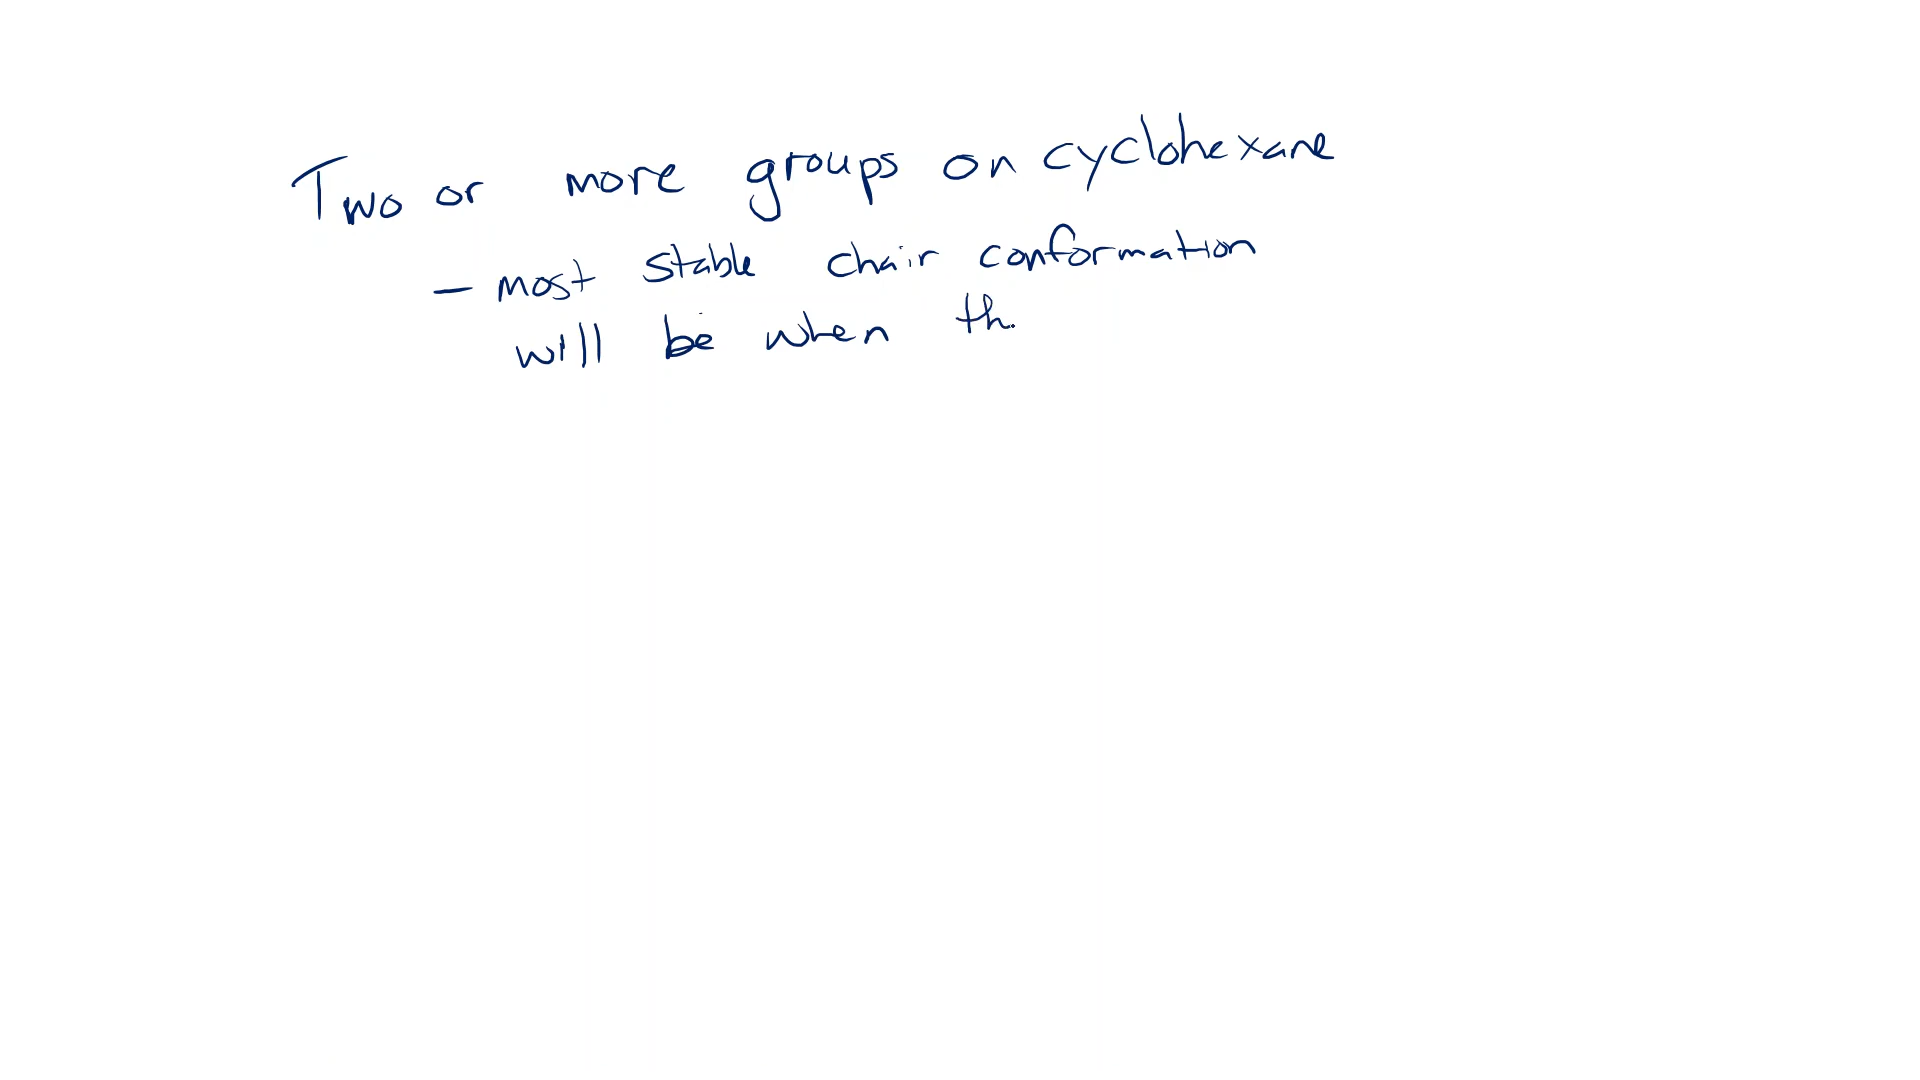 Two or more groups on cyclohexane
- most stable chair conformation
will be when th